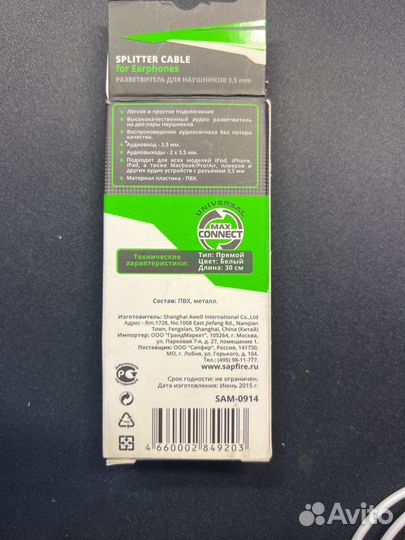 SPLITTER CABLE
for Earphones
РАЗВЕТВИТЕЛЬ ДЛЯ НАУШНИКОВ 3,5 mm
Лёгкое и простое подключение
Высококачественный аудио разветвитель
на две пары наушников.
Воспроизведение аудиосигнала без потери
качества.
Аудиовход - 3,5 мм.
Аудиовыходы - 2 х 3,5 мм.
Подходит для всех моделей iPod, iPhone,
iPad, а также Macbook/Pro/Air, плееров и
других аудио устройств с разъёмом 3,5 мм
Материал пластика - ПВХ.
UNIVERSAL
MAX
CONNECT
Технические
характеристики:
Тип: Прямой
Цвет: Белый
Длина: 30 см
Состав: ПВХ, металл.
Изготовитель: Shanghai Awell International Co.,Ltd
Адрес - Rm.1728, No.1008 East Jiefang Rd., Nanqian
Town, Fengxian, Shanghai, China (Китай)
Импортер: ООО "ГрандМаркет", 105264, г. Москва,
ул. Парковая 7-я, д. 27, помещение 1.
Поставщик: ООО "Сапфир", Россия, 141730,
МО, г. Лобня, ул. Горького, д. 104.
Тел.: (495) 98-11-777.
www.sapfire.ru
Срок годности: не ограничен.
Дата изготовления: Июнь 2015 г.
SAM-0914
4 660002 849203
Avito